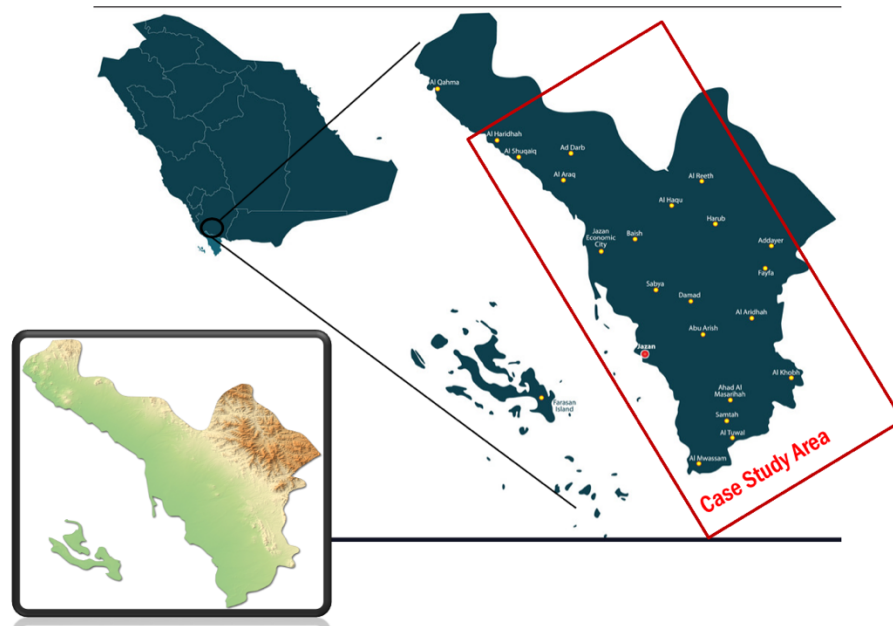 Al Qahma
Al Haridhah
Al Shuqaiq
Ad Darb
Al Araq
Al Reeth
Al Haqu
Harub
Jazan
Economic
City
Baish
Addayer
Fayfa
Sabya
Damad
Al Aridhah
Abu Arish
Jazan
Al Khobh
Ahad Al
Masarihah
Farasan
Island
Samtah
Al Tuwal
Al Mwassam
Case Study Area